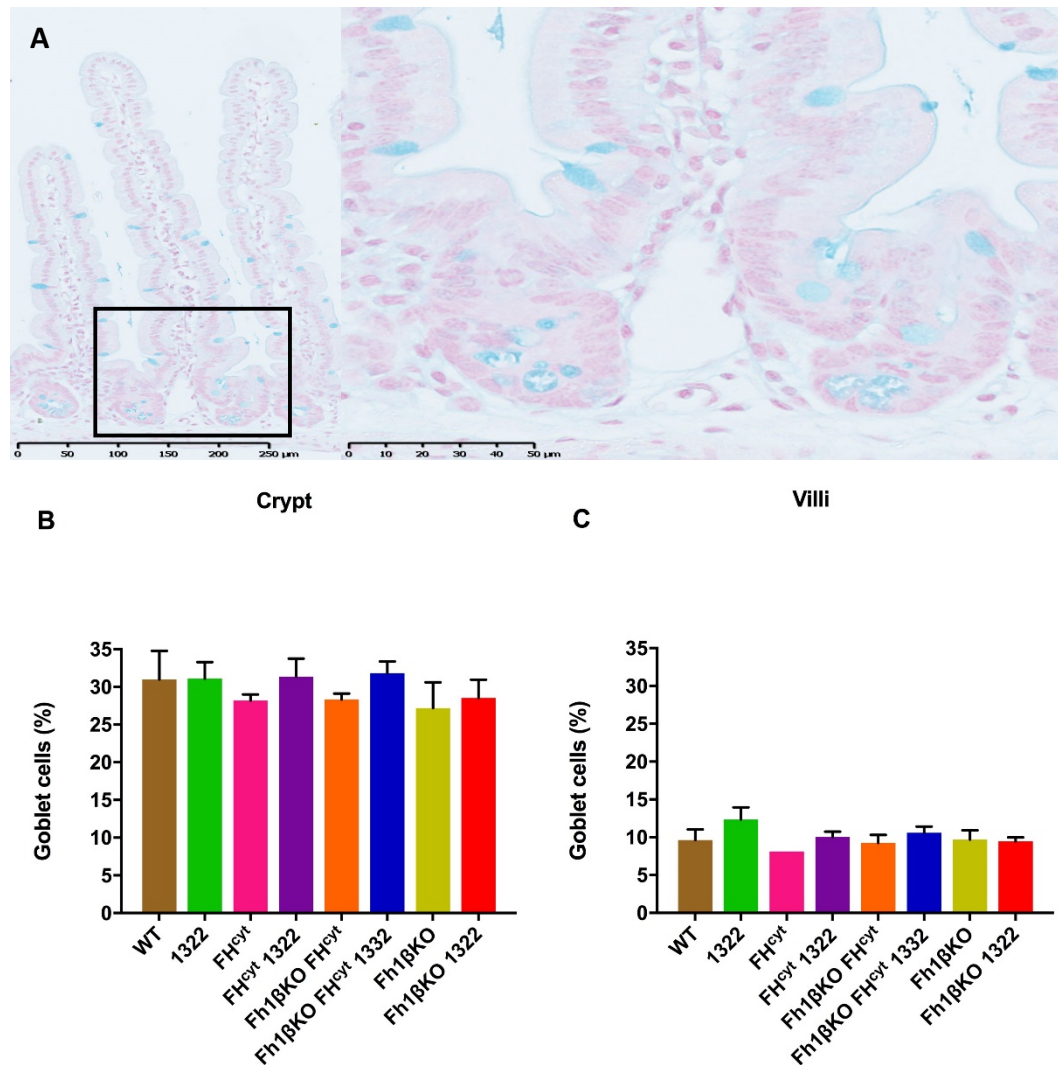 A
0 50 100 150 200 250 µm
0 10 20 30 40 50 µm
Crypt
B
Goblet cells (%)
35
30
25
20
15
10
5
0
WT
1322
FHcyt
FHcyt 1322
Fh1βKO FHcyt
Fh1βKO FHcyt 1332
Fh1βKO
Fh1βKO 1322
Villi
C
Goblet cells (%)
35
30
25
20
15
10
5
0
WT
1322
FHcyt
FHcyt 1322
Fh1βKO FHcyt
Fh1βKO FHcyt 1332
Fh1βKO
Fh1βKO 1322